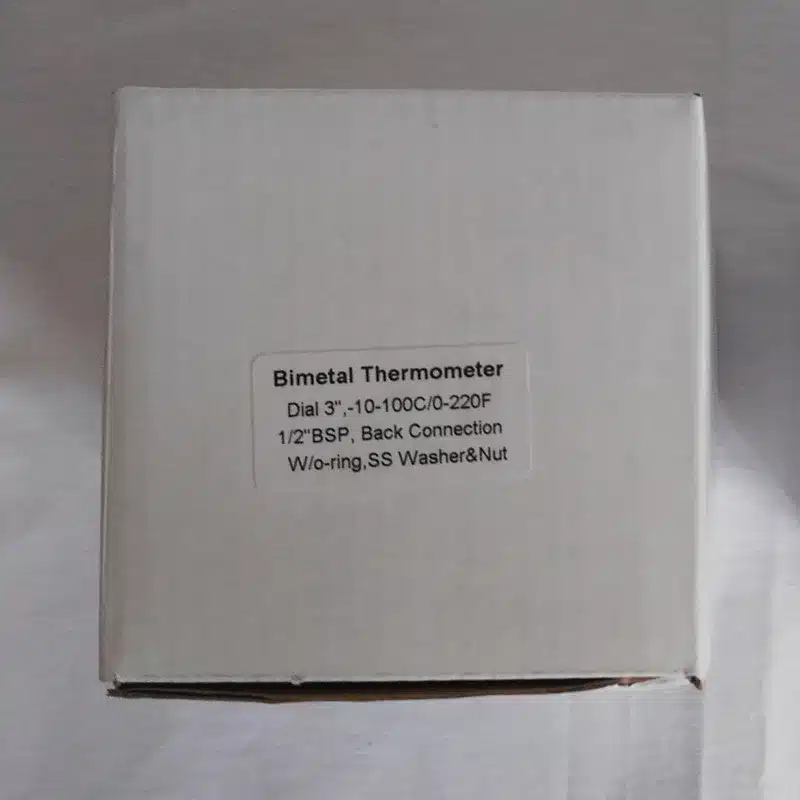 Bimetal Thermometer
Dial 3",-10-100C/0-220F
1/2"BSP, Back Connection
W/o-ring,SS Washer&Nut